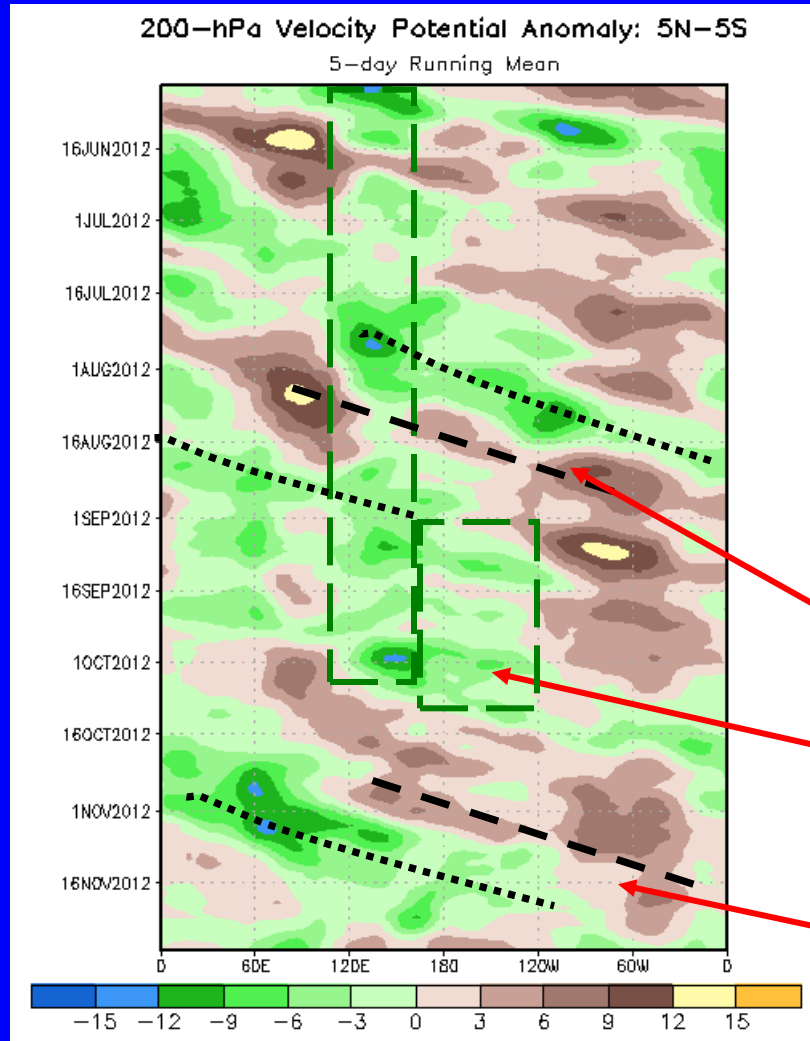 200-hPa Velocity Potential Anomaly: 5N-5S
5-day Running Mean
16JUN2012
1JUL2012
16JUL2012
1AUG2012
16AUG2012
1SEP2012
16SEP2012
1OCT2012
16OCT2012
1NOV2012
16NOV2012
0 60E 120E 180 120W 60W 0
-15 -12 -9 -6 -3 0 3 6 9 12 15